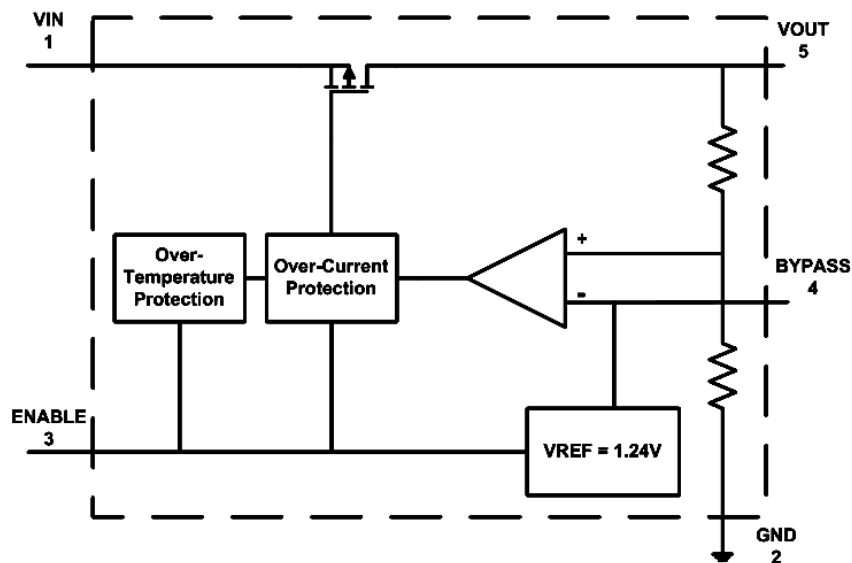 VIN
1
VOUT
5
Over-
Temperature
Protection
Over-Current
Protection
+
-
BYPASS
4
ENABLE
3
VREF = 1.24V
GND
2